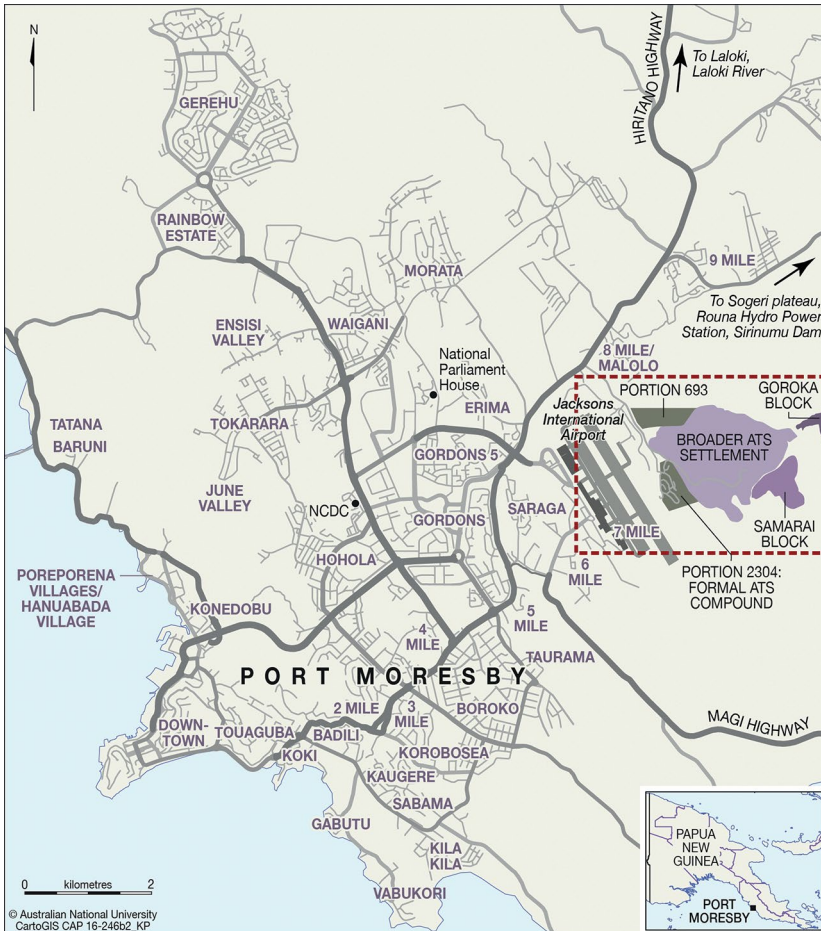 N
GEREHU
HIRITANO HIGHWAY
To Laloki,
Laloki River
RAINBOW
ESTATE
MORATA
9 MILE
To Sogeri plateau,
Rouna Hydro Power
Station, Sirinumu Dam
ENSISI
VALLEY
WAIGANI
National
Parliament
House
8 MILE/
MALOLO
PORTION 693
GOROKA
BLOCK
TATANA
BARUNI
TOKARARA
ERIMA
Jacksons
International
Airport
BROADER ATS
SETTLEMENT
GORDONS 5
JUNE
VALLEY
NCDC
GORDONS
SARAGA
7 MILE
SAMARAI
BLOCK
HOHOLA
6
MILE
PORTION 2304:
FORMAL ATS
COMPOUND
POREPORENA
VILLAGES/
HANUABADA
VILLAGE
KONEDOBU
4
MILE
5
MILE
TAURAMA
PORT MORESBY
2 MILE
3
MILE
BOROKO
MAGI HIGHWAY
DOWN-
TOWN
TOUAGUBA
BADILI
KOKI
KOROBOSEA
KAUGERE
SABAMA
GABUTU
KILA
KILA
VABUKORI
PAPUA
NEW
GUINEA
PORT
MORESBY
0 kilometres 2
© Australian National University
CartoGIS CAP 16-246b2_KP